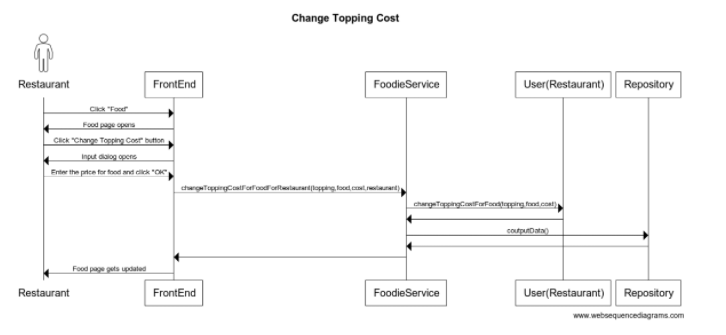 Change Topping Cost
Restaurant FrontEnd FoodieService User(Restaurant) Repository
Click "Food"
Food page opens
Click "Change Topping Cost" button
Input dialog opens
Enter the price for food and click "OK"
changeToppingCostForFoodForRestaurant(topping,food,cost,restaurant)
changeToppingCostForFood(topping,food,cost)
coutputData()
Food page gets updated
Restaurant FrontEnd FoodieService User(Restaurant) Repository
www.websequencediagrams.com